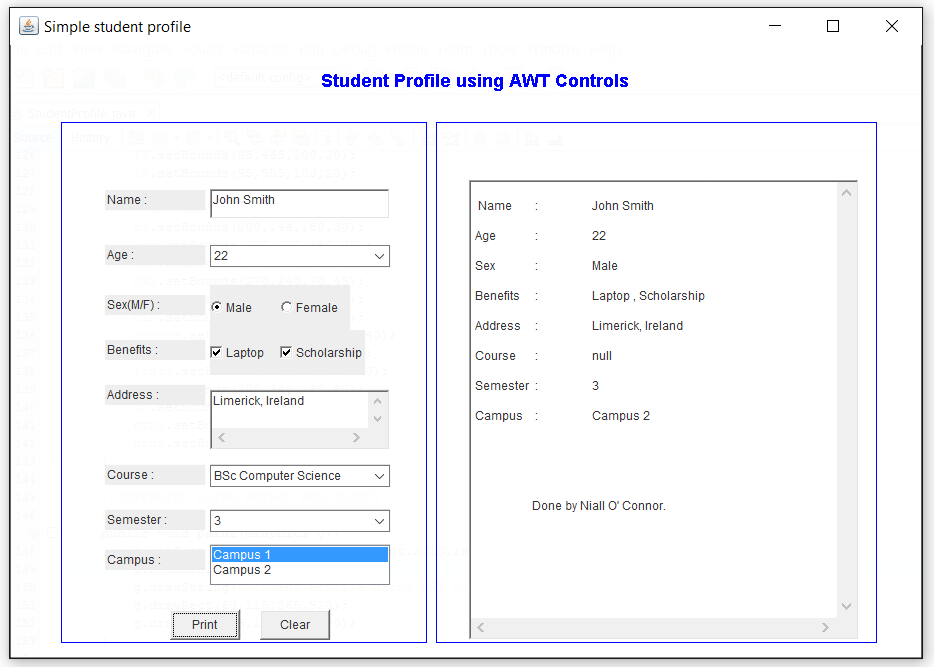 Simple student profile
Student Profile using AWT Controls
Name :
John Smith
Age :
22
Sex(M/F) :
Male
Female
Benefits :
Laptop
Scholarship
Address :
Limerick, Ireland
Course :
BSc Computer Science
Semester :
3
Campus :
Campus 1
Campus 2
Print
Clear
Name : John Smith
Age : 22
Sex : Male
Benefits : Laptop , Scholarship
Address : Limerick, Ireland
Course : null
Semester : 3
Campus : Campus 2
Done by Niall O' Connor.